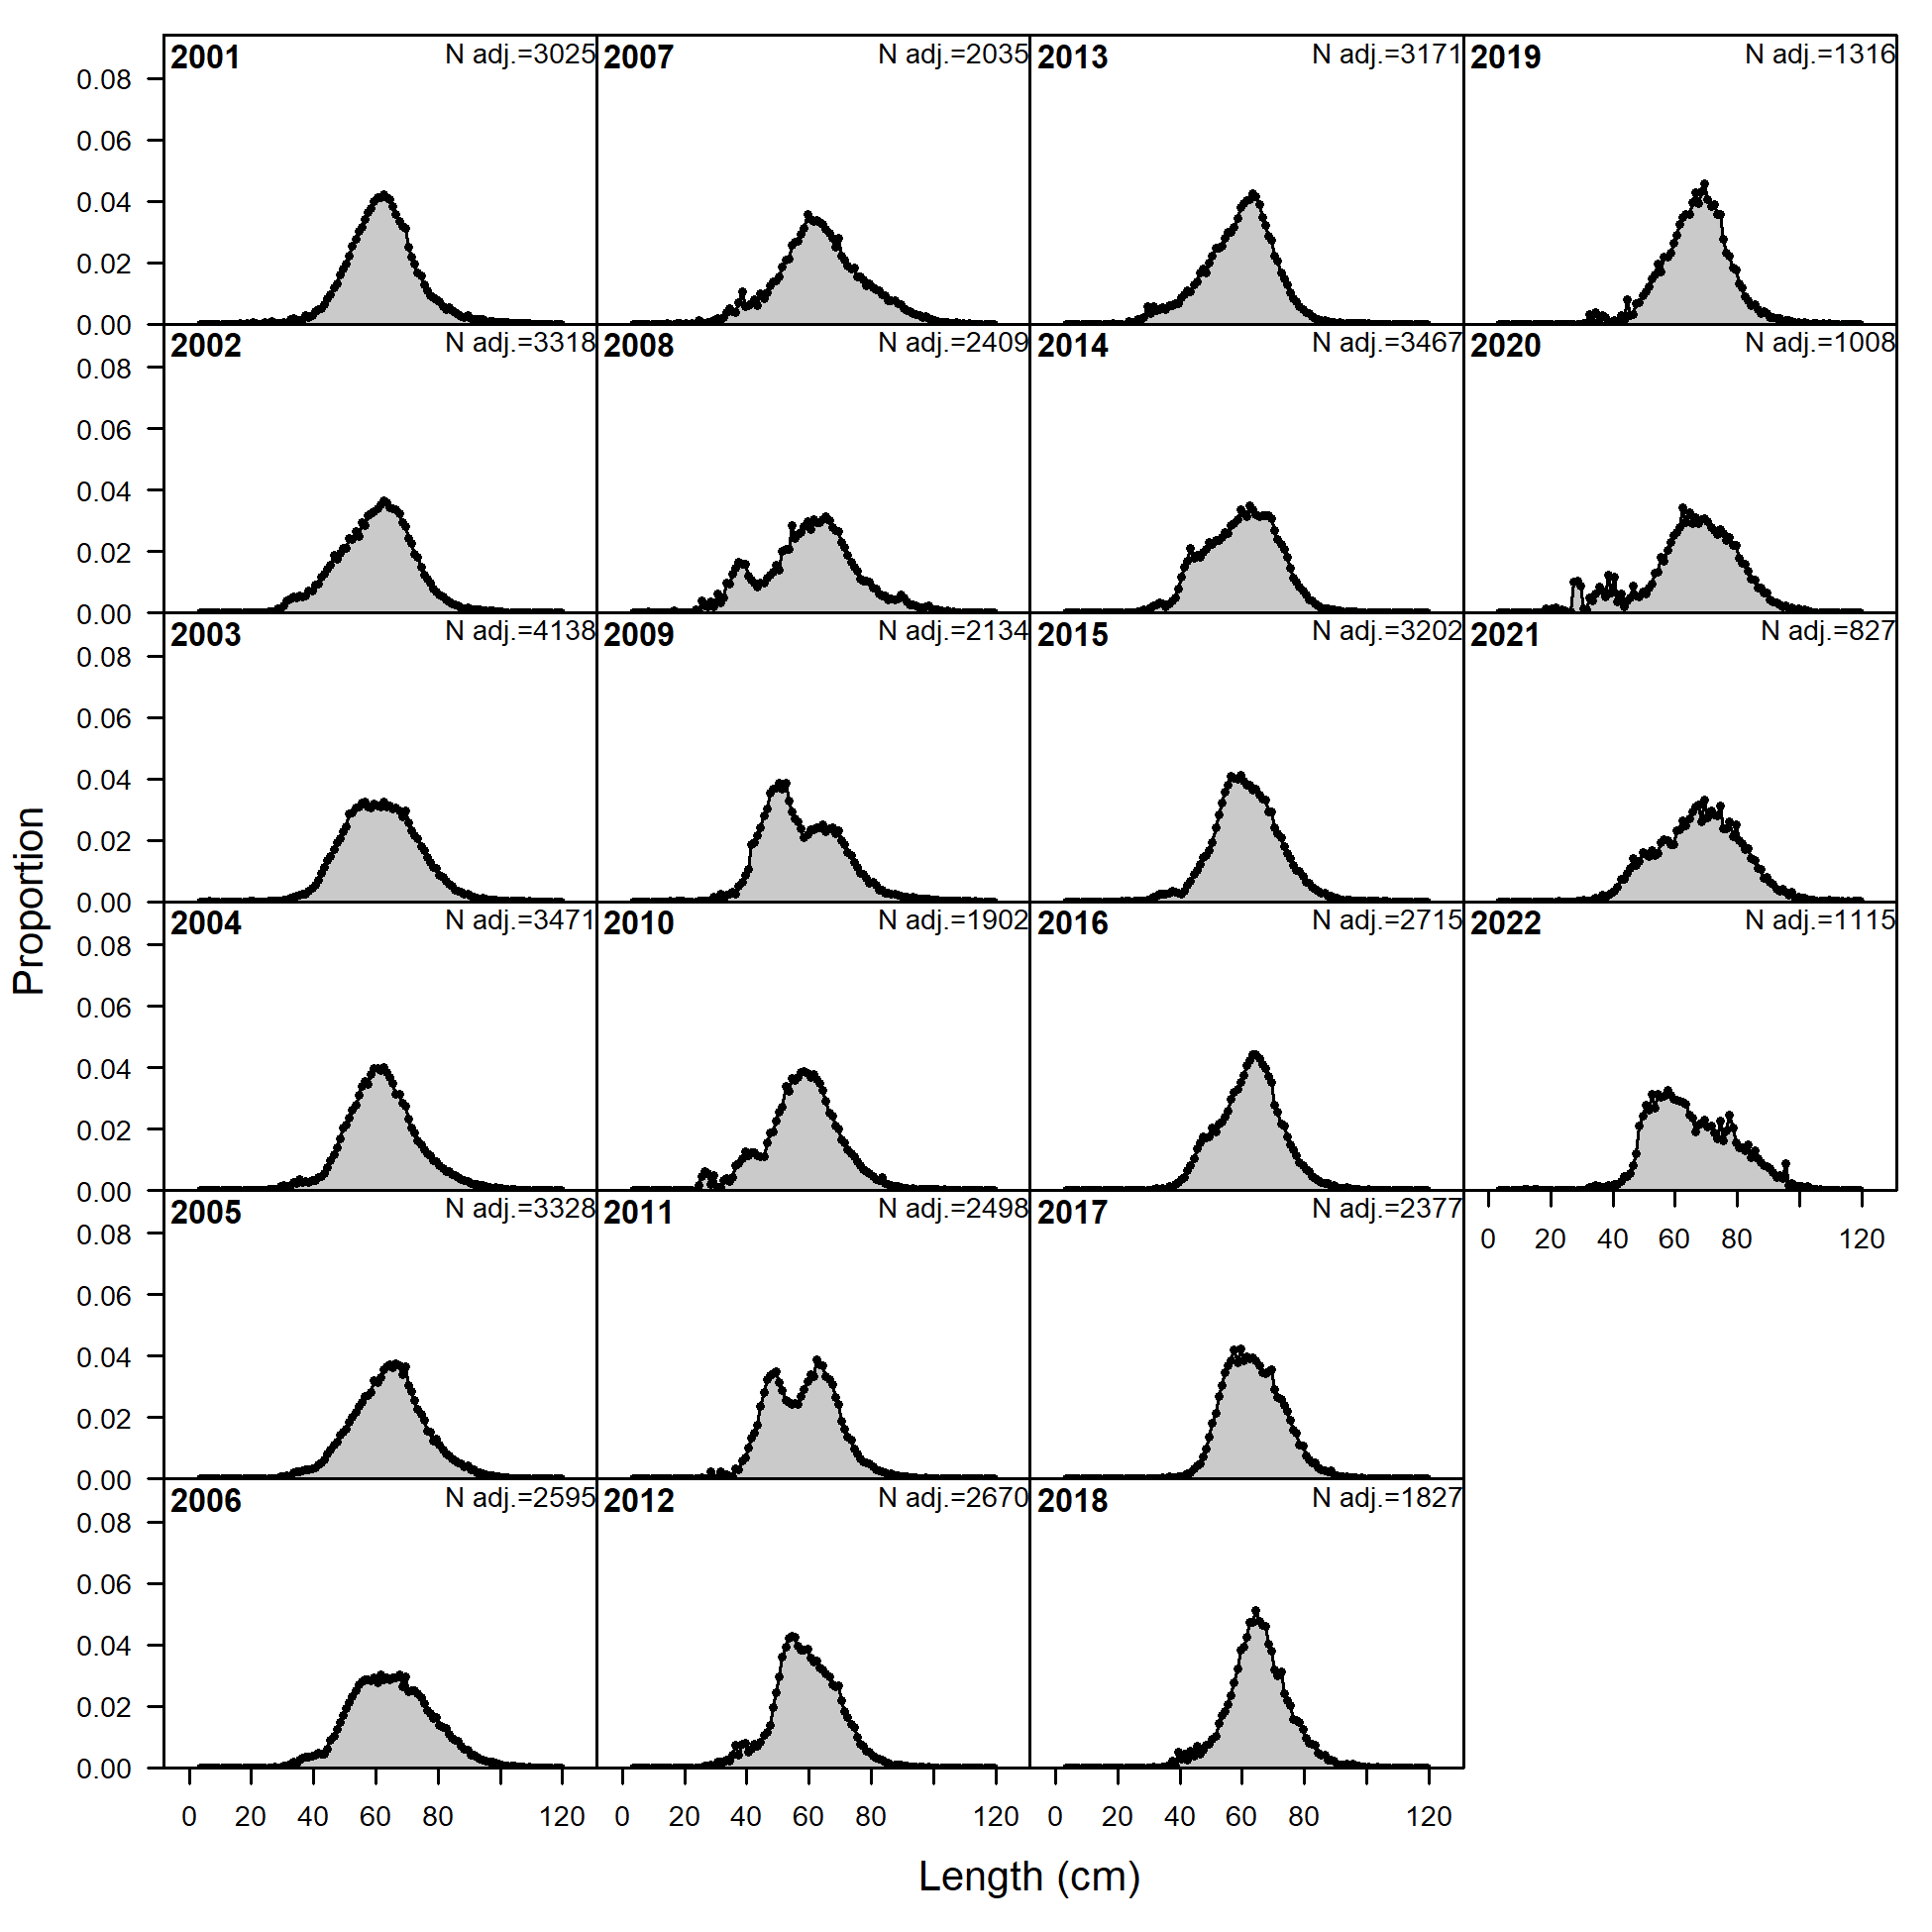 2001 N adj.=3025
2007 N adj.=2035
2013 N adj.=3171
2019 N adj.=1316
0.08
0.06
0.04
0.02
0.00
2002 N adj.=3318
2008 N adj.=2409
2014 N adj.=3467
2020 N adj.=1008
0.08
0.06
0.04
0.02
0.00
2003 N adj.=4138
2009 N adj.=2134
2015 N adj.=3202
2021 N adj.=827
0.08
0.06
0.04
0.02
0.00
Proportion
2004 N adj.=3471
2010 N adj.=1902
2016 N adj.=2715
2022 N adj.=1115
0.08
0.06
0.04
0.02
0.00
2005 N adj.=3328
2011 N adj.=2498
2017 N adj.=2377
0 20 40 60 80 120
0.08
0.06
0.04
0.02
0.00
2006 N adj.=2595
2012 N adj.=2670
2018 N adj.=1827
0.08
0.06
0.04
0.02
0.00
0 20 40 60 80 120
0 20 40 60 80 120
0 20 40 60 80 120
Length (cm)